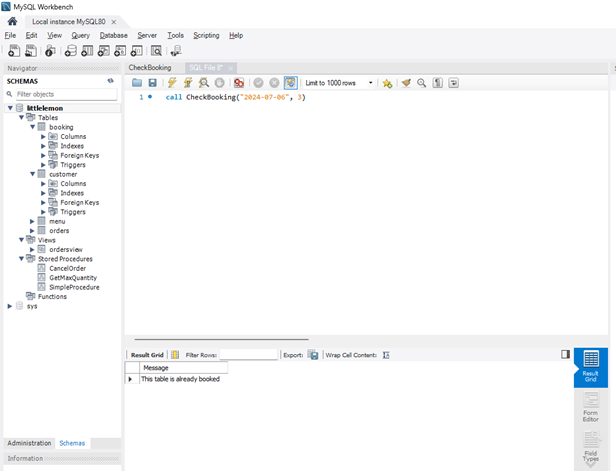 MySQL Workbench
Local instance MySQL80
File Edit View Query Database Server Tools Scripting Help
Navigator
SCHEMAS
Filter objects
littlelemon
Tables
booking
Columns
Indexes
Foreign Keys
Triggers
customer
Columns
Indexes
Foreign Keys
Triggers
menu
orders
Views
ordersview
Stored Procedures
CancelOrder
GetMaxQuantity
SimpleProcedure
Functions
sys
Administration Schemas
Information
CheckBooking
Limit to 1000 rows
1 call CheckBooking("2024-07-06", 3)
Result Grid Filter Rows: Export: Wrap Cell Content:
Message
This table is already booked
Result
Grid
Form
Editor
Field
Types